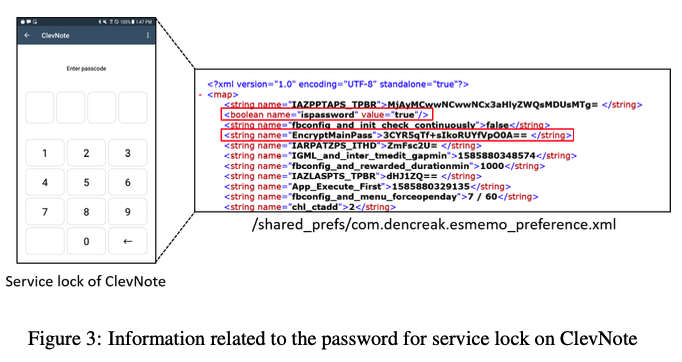 100% 1:47 PM
ClevNote
Enter passcode
1 2 3
4 5 6
7 8 9
0 ←
Service lock of ClevNote
<?xml version="1.0" encoding="UTF-8" standalone="true"?>
- <map>
<string name="IAZPPTAPS_TPBR">MjAyMCwwNCwwNCx3aHlyZWQsMDUsMTg= </string>
<boolean name="ispassword" value="true"/>
<string name="fbconfig_and_init_check_continuously">false</string>
<string name="EncryptMainPass">3CYR5qTf+sIkoRUYfVpO0A== </string>
<string name="IARPATZPS_ITHD">ZmFsc2U= </string>
<string name="IGML_and_inter_tmedit_gapmin">1585880348574</string>
<string name="fbconfig_and_rewarded_durationmin">1000</string>
<string name="IAZLASPTS_TPBR">dHJ1ZQ== </string>
<string name="App_Execute_First">1585880329135</string>
<string name="fbconfig_and_menu_forceopenday">7 / 60</string>
<string name="chl_ctadd">2</string>
/shared_prefs/com.dencreak.esmemo_preference.xml
Figure 3: Information related to the password for service lock on ClevNote